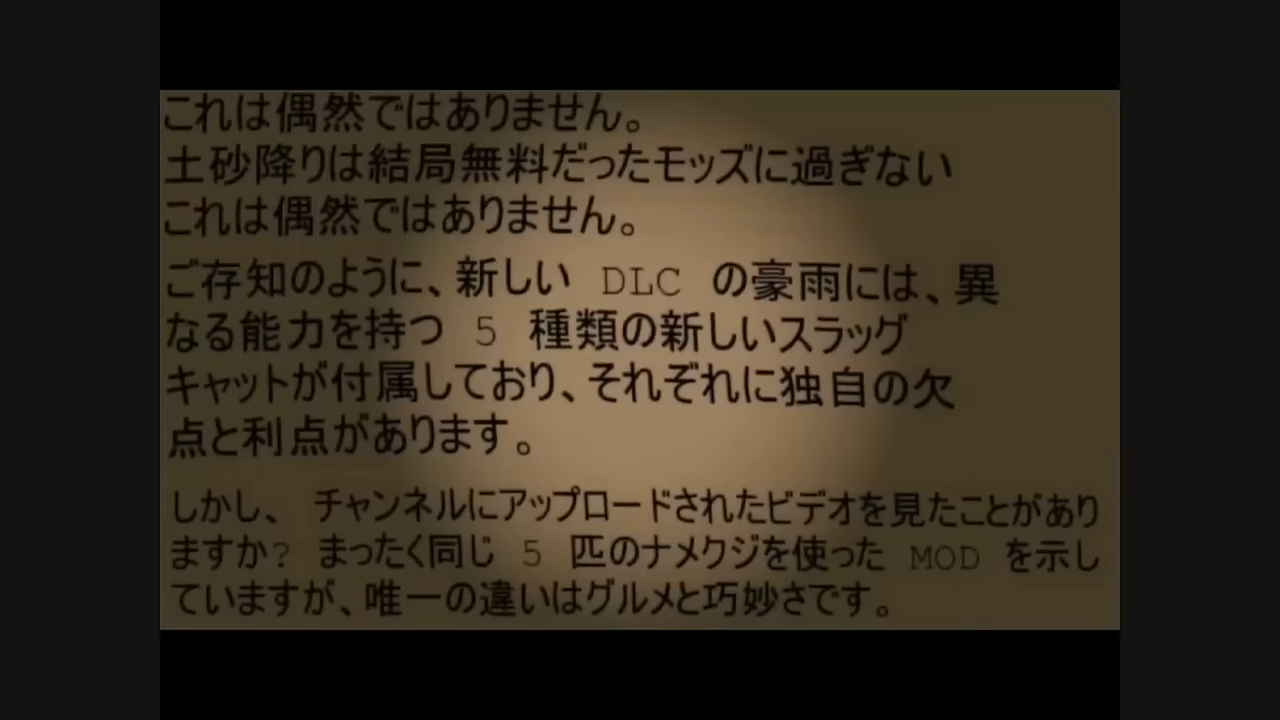 これは偶然ではありません。
土砂降りは結局無料だったモッズに過ぎない
これは偶然ではありません。
ご存知のように、新しい DLC の豪雨には、異
なる能力を持つ 5 種類の新しいスラッグ
キャットが付属しており、それぞれに独自の欠
点と利点があります。
しかし、 チャンネルにアップロードされたビデオを見たことがあり
ますか? まったく同じ 5 匹のナメクジを使った MOD を示し
ていますが、唯一の違いはグルメと巧妙さです。